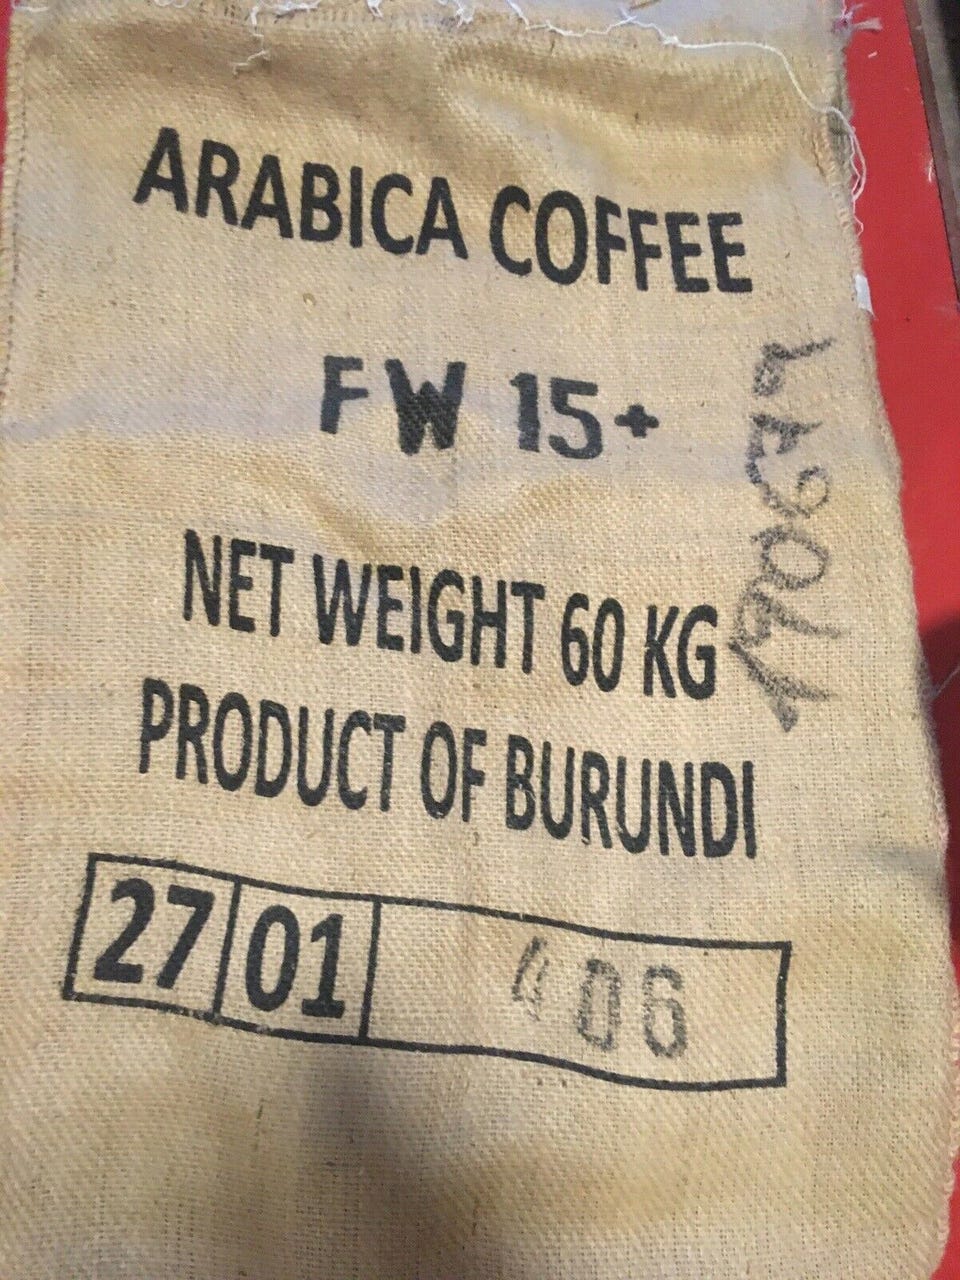 ARABICA COFFEE
FW 15+
NET WEIGHT 60 KG
PRODUCT OF BURUNDI
27 01 406